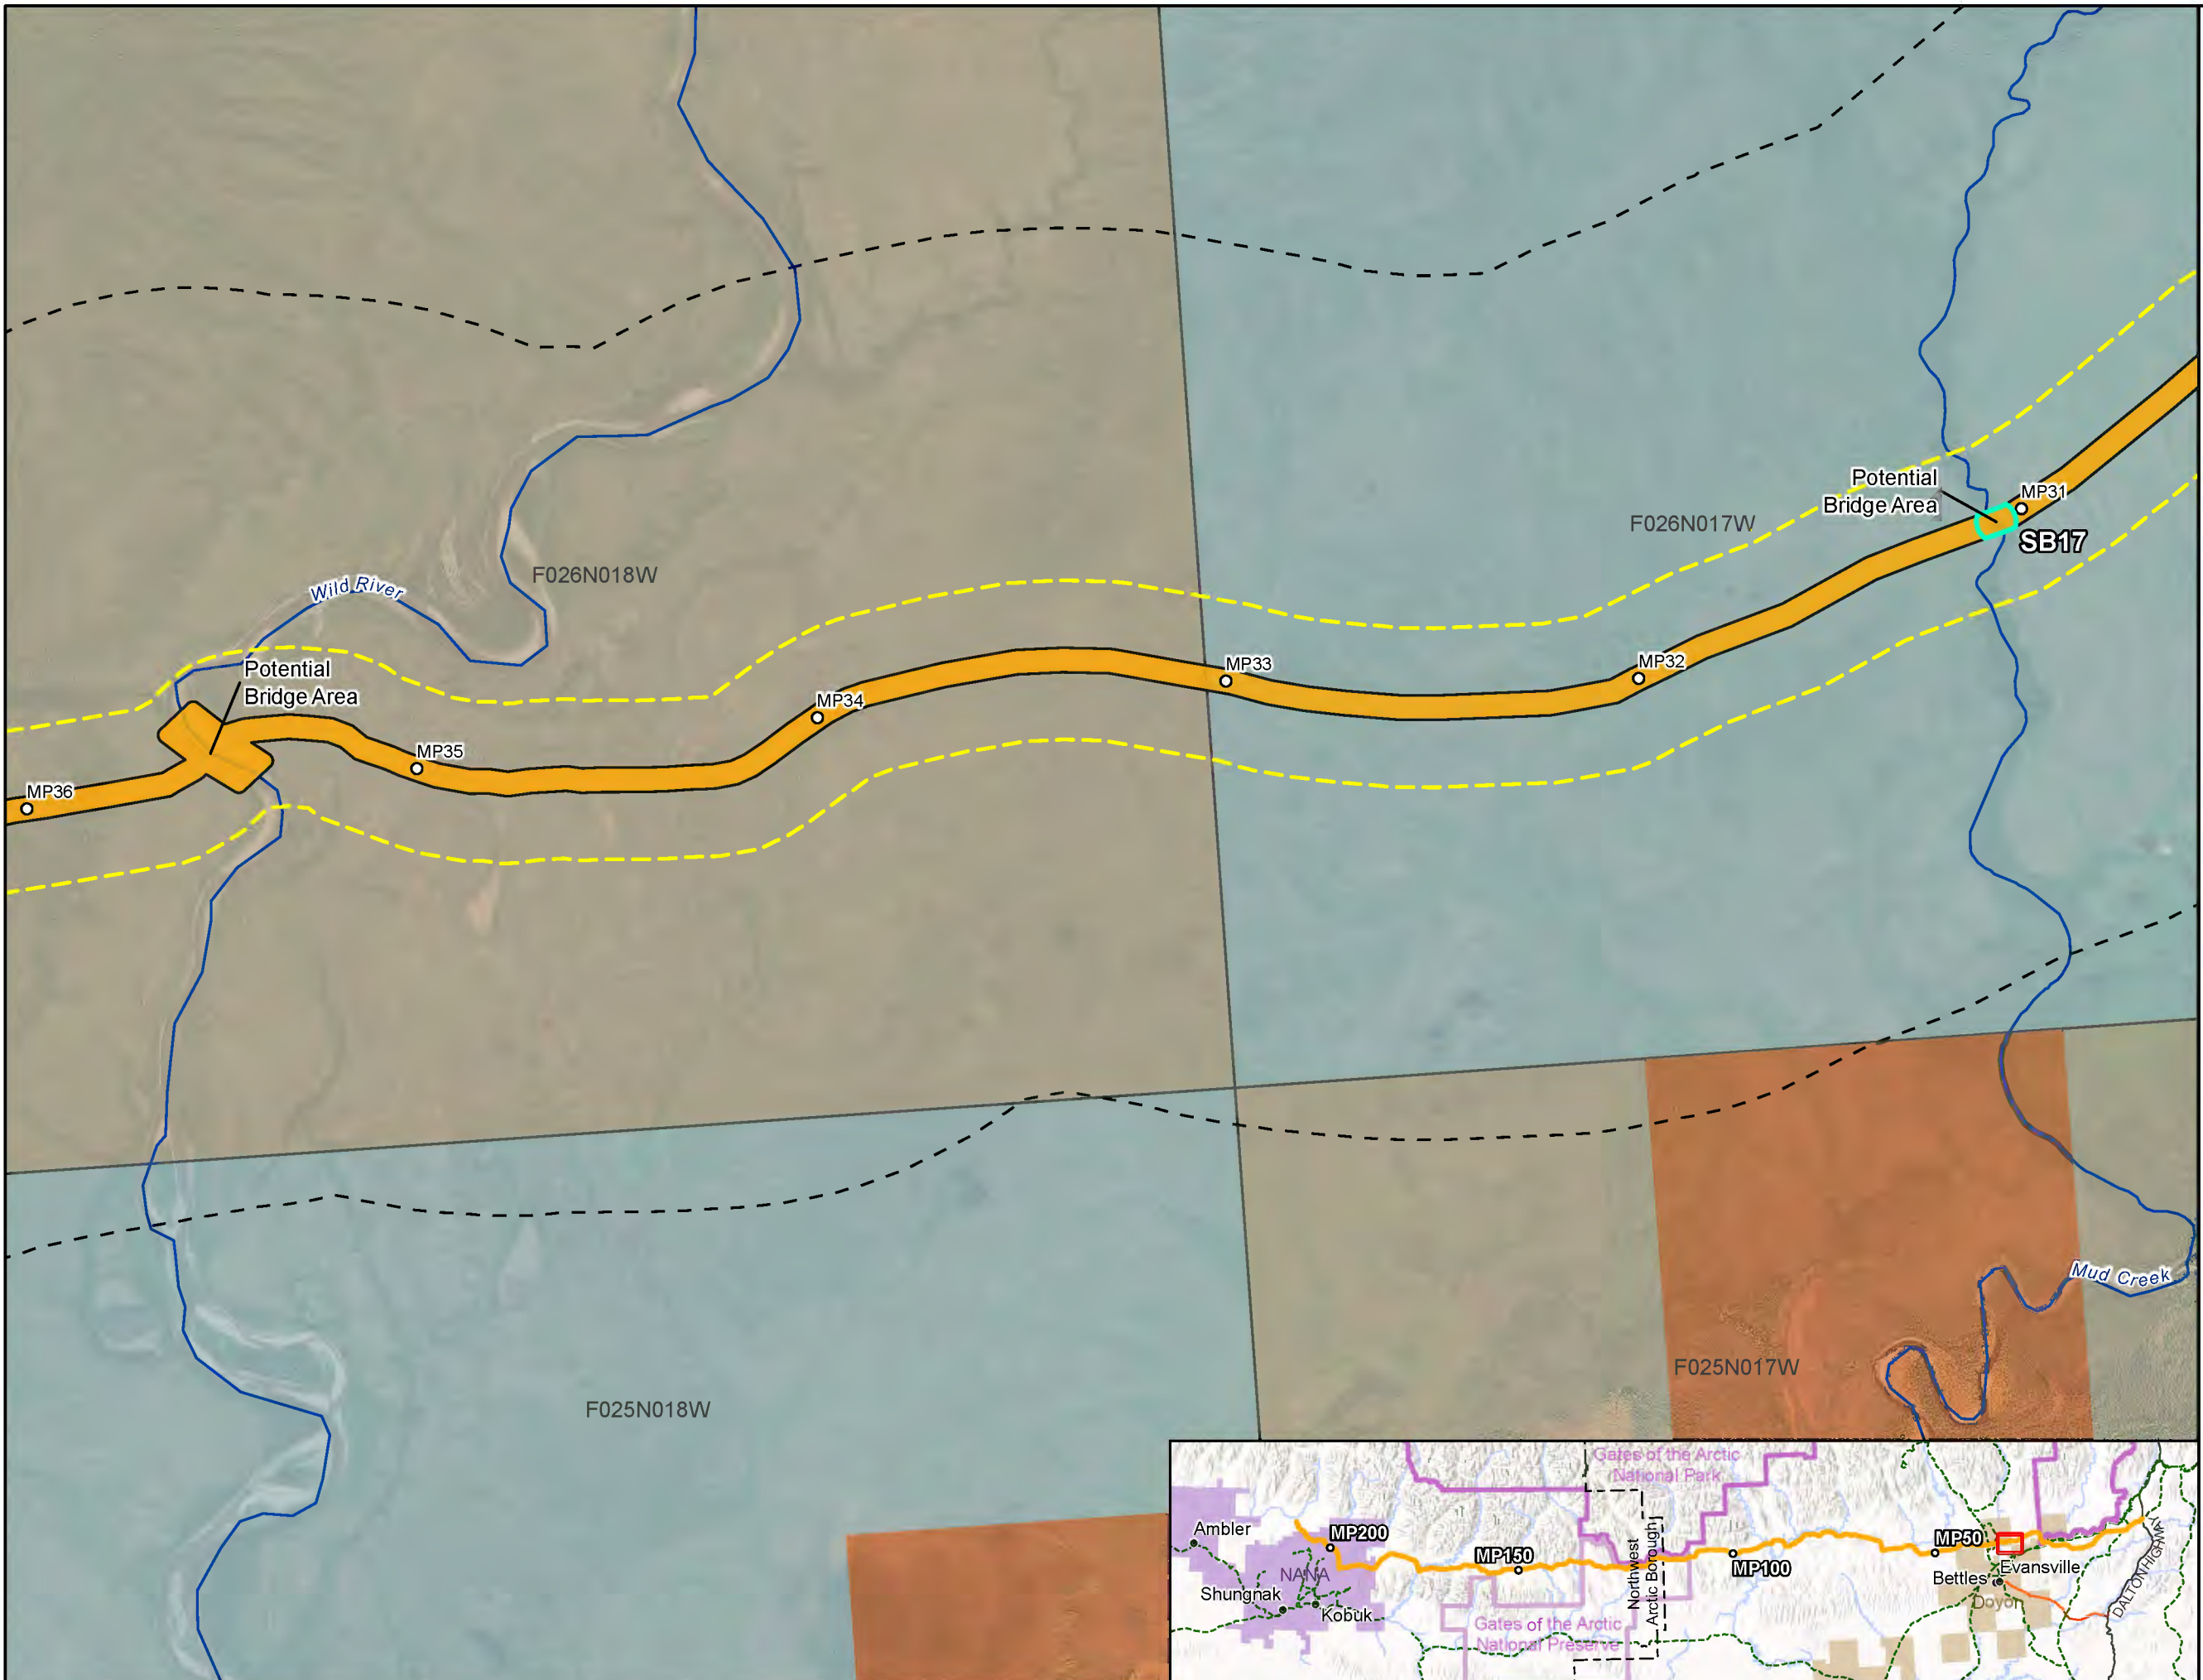 Potential
Bridge Area
MP31
SB17
F026N017W
F026N018W
Wild River
Potential
Bridge Area
MP33
MP32
MP34
MP35
MP36
Mud Creek
F025N017W
F025N018W
Gates of the Arctic
National Park
Ambler
MP200
MP150
MP100
MP50
NANA
Shungnak
Kobuk
Northwest
Arctic Borough
Bettles
Evansville
Doyon
DALTON HIGHWAY
Gates of the Arctic
National Preserve